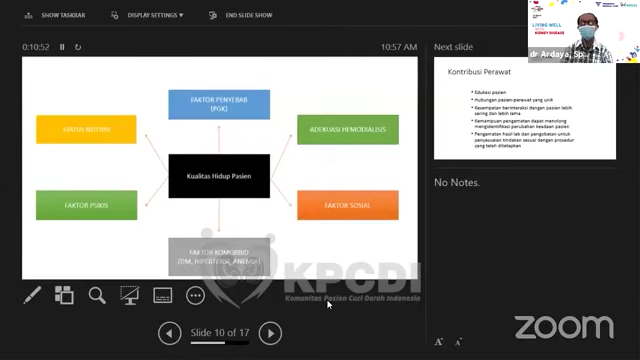 SHOW TASKBAR
DISPLAY SETTINGS ▼
END SLIDE SHOW
LIVING WELL
WITH
KIDNEY DISEASE
dr Ardaya, Sp...
0:10:52
10:57 AM
Next slide
FAKTOR PENYEBAB
(PGK)
STATUS NUTRISI
ADEKUASI HEMODIALISIS
Kualitas Hidup Pasien
FAKTOR PSIKIS
FAKTOR SOSIAL
FAKTOR KOMORBID
(DM, HIPERTENSI, ANEMIA)
Kontribusi Perawat
• Edukasi pasien
• Hubungan pasien-perawat yang unik
• Kesempatan berinteraksi dengan pasien lebih
sering dan lebih lama
• Kemampuan pengamatan dapat menolong
mengidentifikasi perubahan keadaan pasien
• Pengamatan hasil lab dan pengobatan untuk
penyesuaian tindakan sesuai dengan prosedur
yang telah ditetapkan
No Notes.
KPCDI
Komunitas Pasien Cuci Darah Indonesia
Slide 10 of 17
zoom